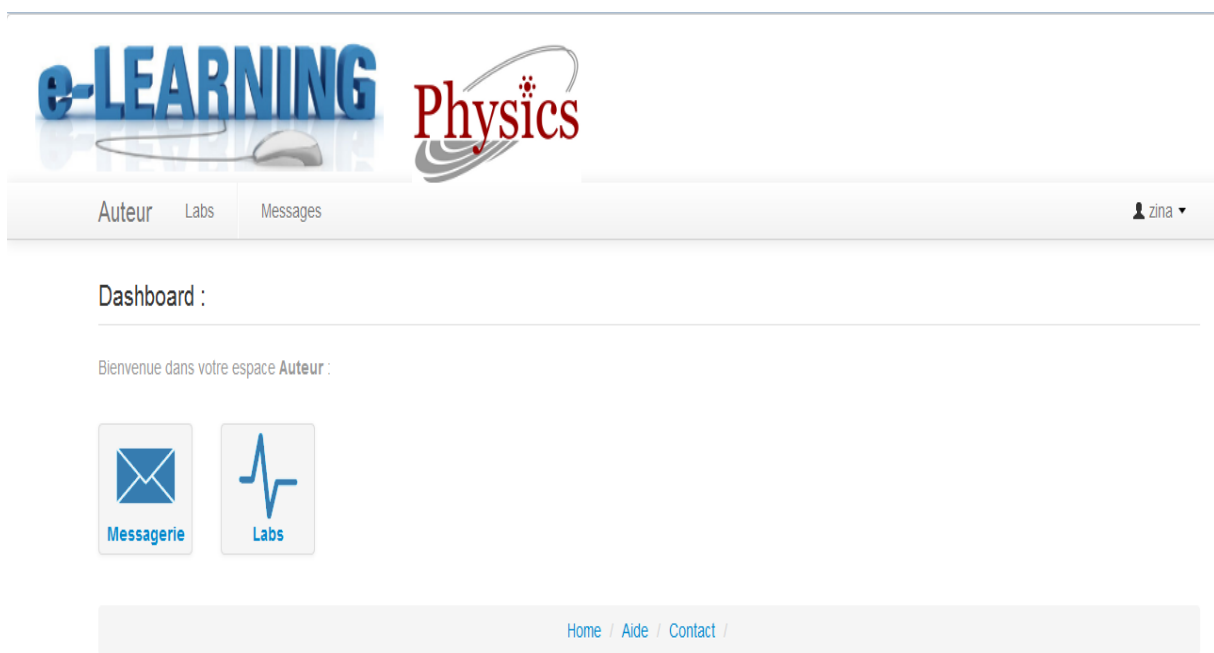 e-LEARNING
Physics
Auteur Labs Messages zina
Dashboard :
Bienvenue dans votre espace Auteur :
Messagerie Labs
Home / Aide / Contact /